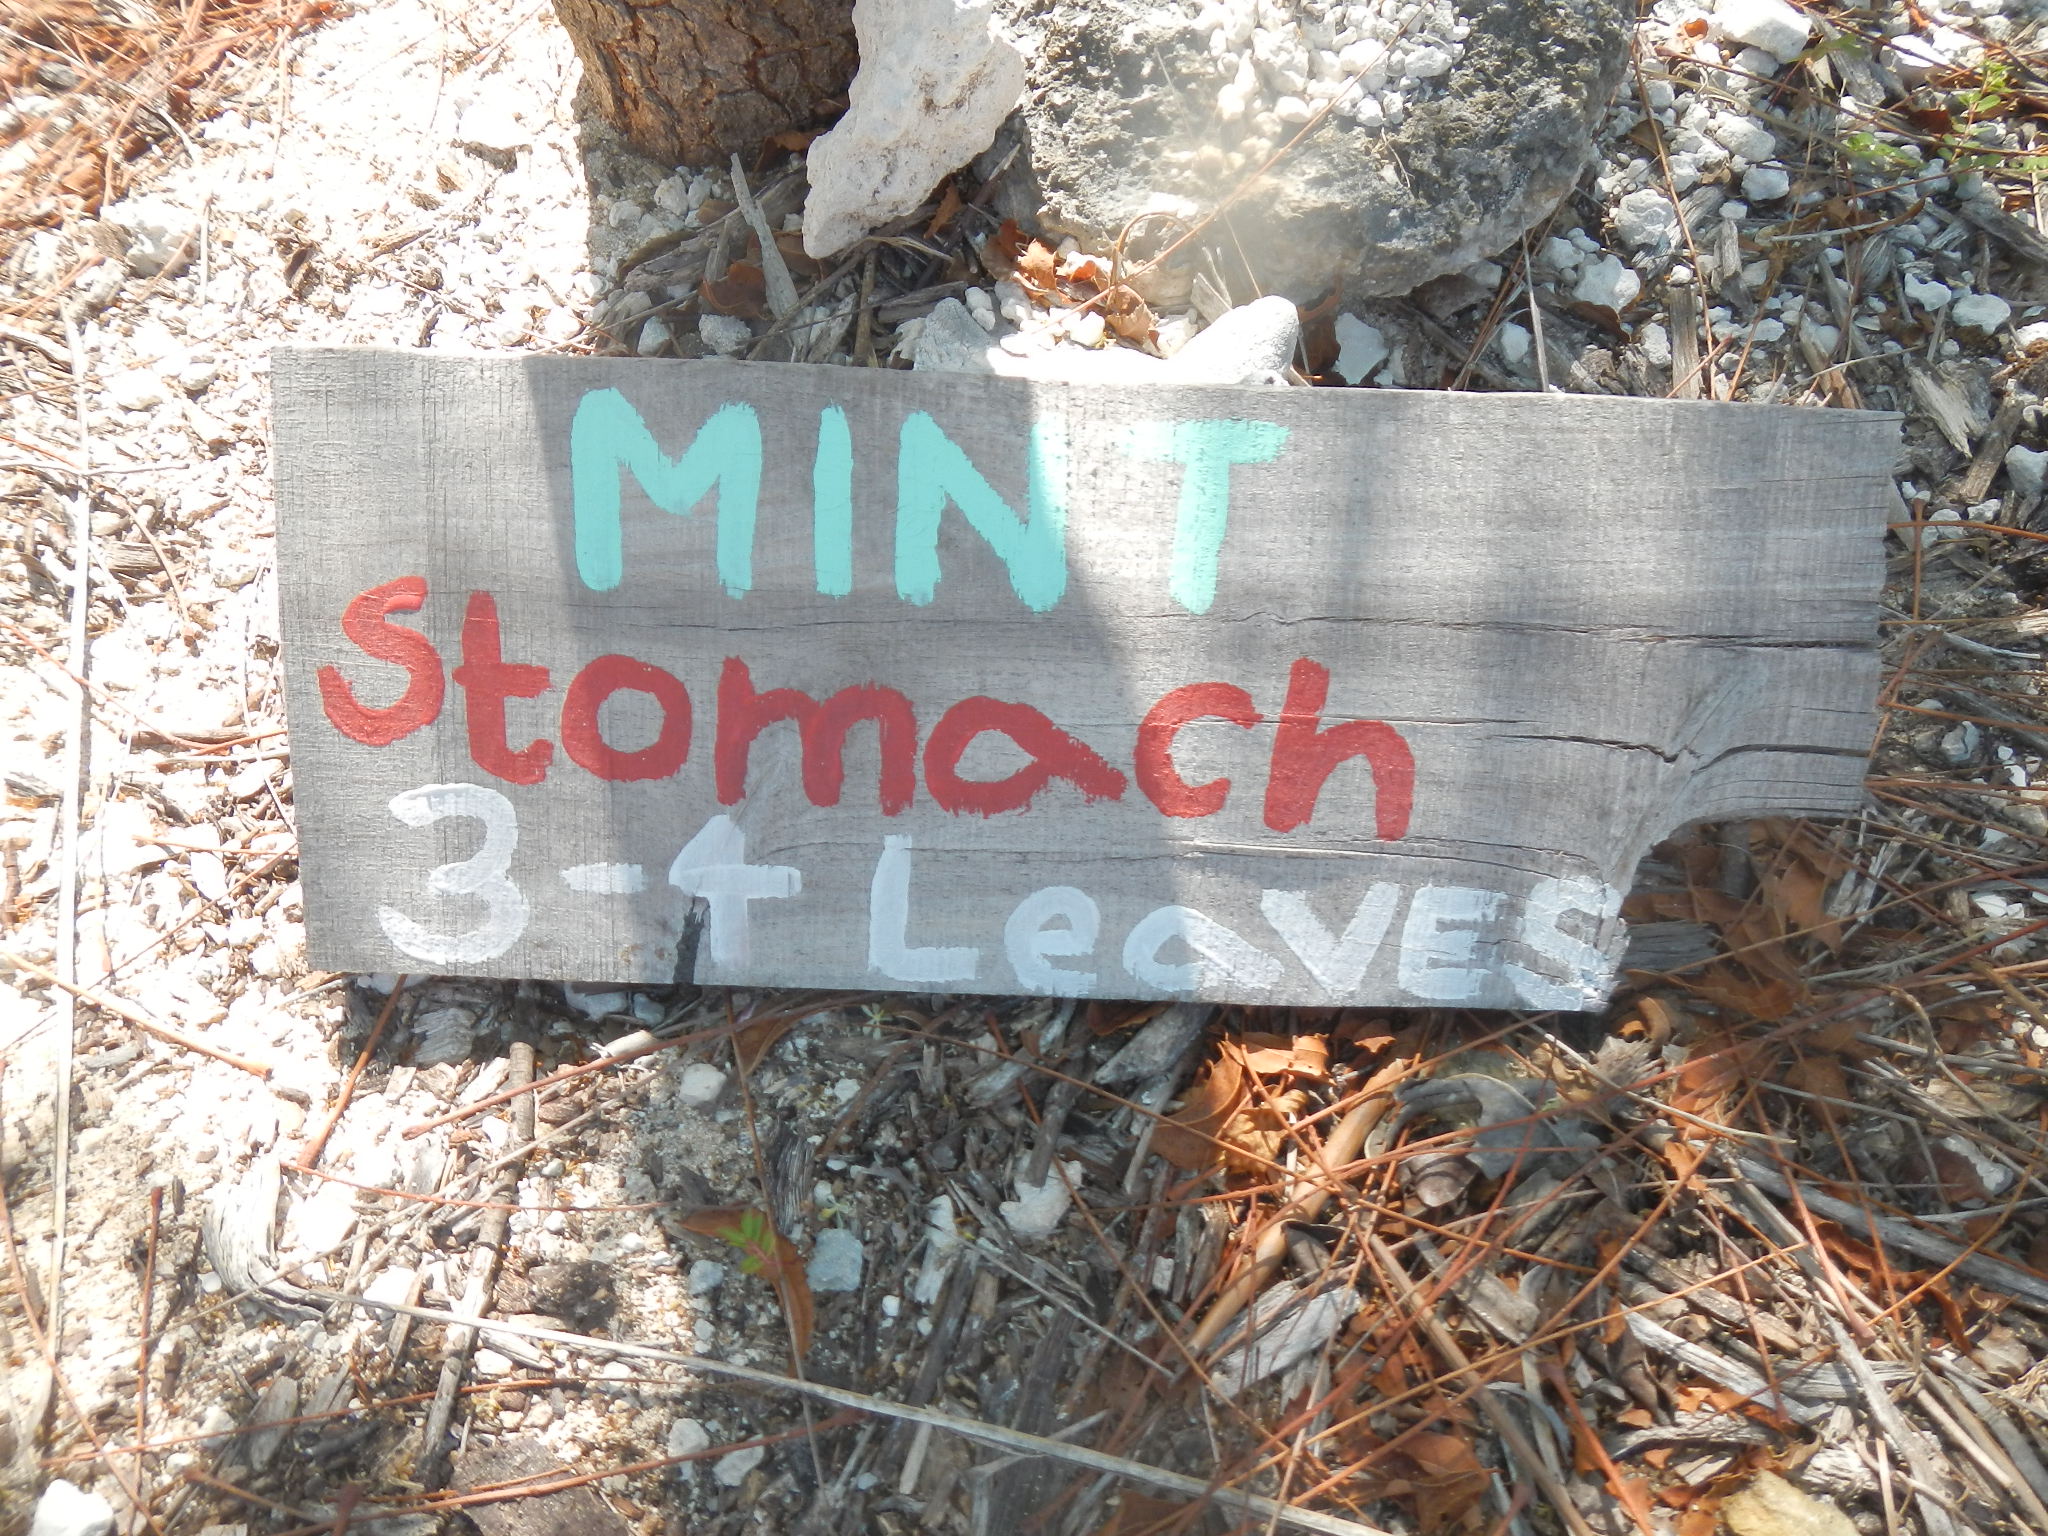 MINT
Stomach
3-4 LeaVES